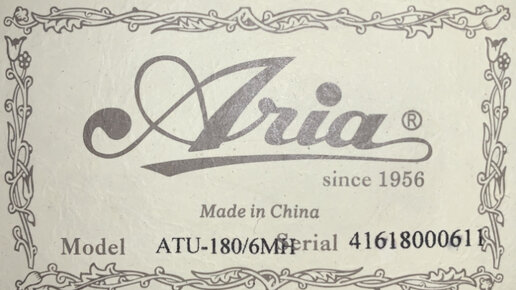 Aria®
since 1956
Made in China
Model ATU-180/6MH Serial 41618000611